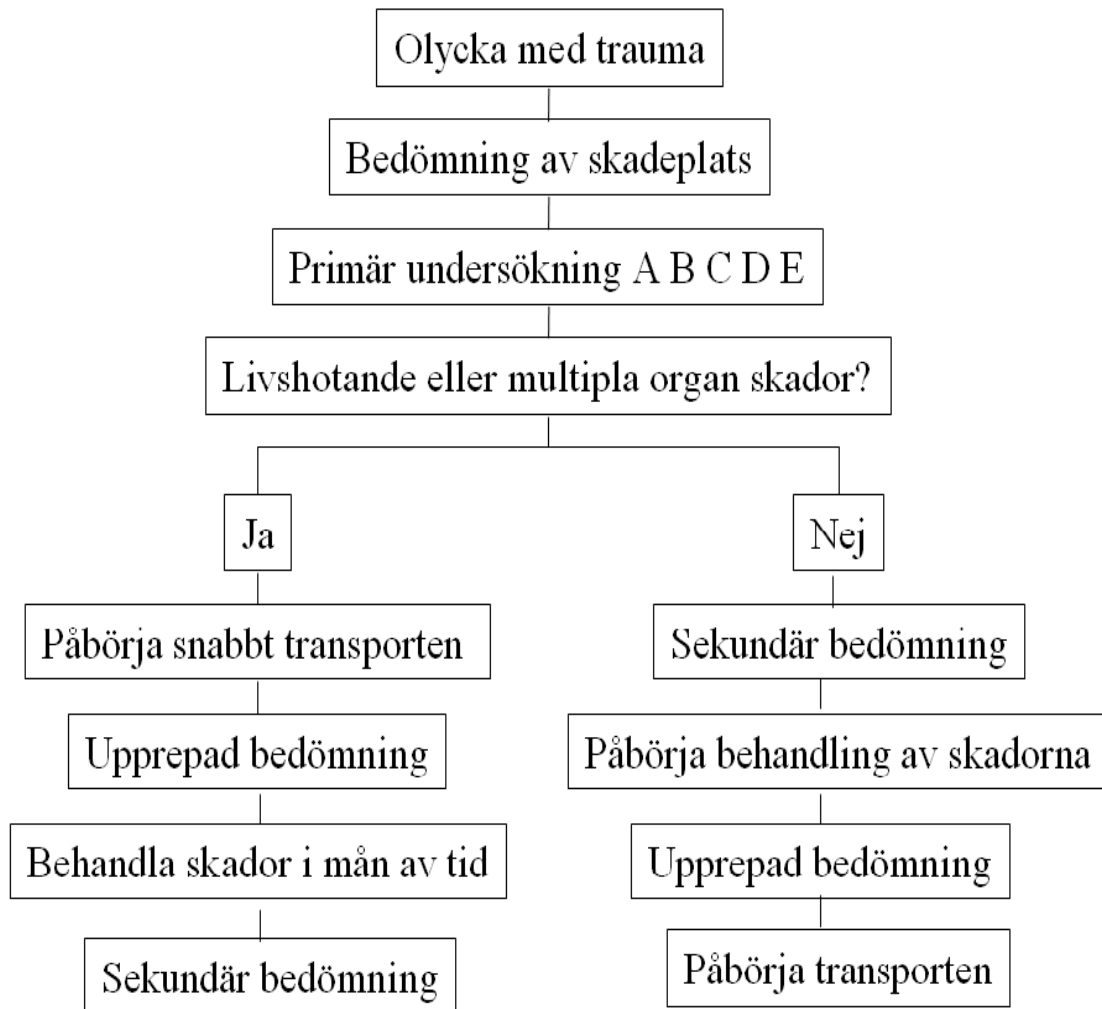 Olycka med trauma
Bedömning av skadeplats
Primär undersökning A B C D E
Livshotande eller multipla organ skador?
Ja
Påbörja snabbt transporten
Upprepad bedömning
Behandla skador i mån av tid
Sekundär bedömning
Nej
Sekundär bedömning
Påbörja behandling av skadorna
Upprepad bedömning
Påbörja transporten